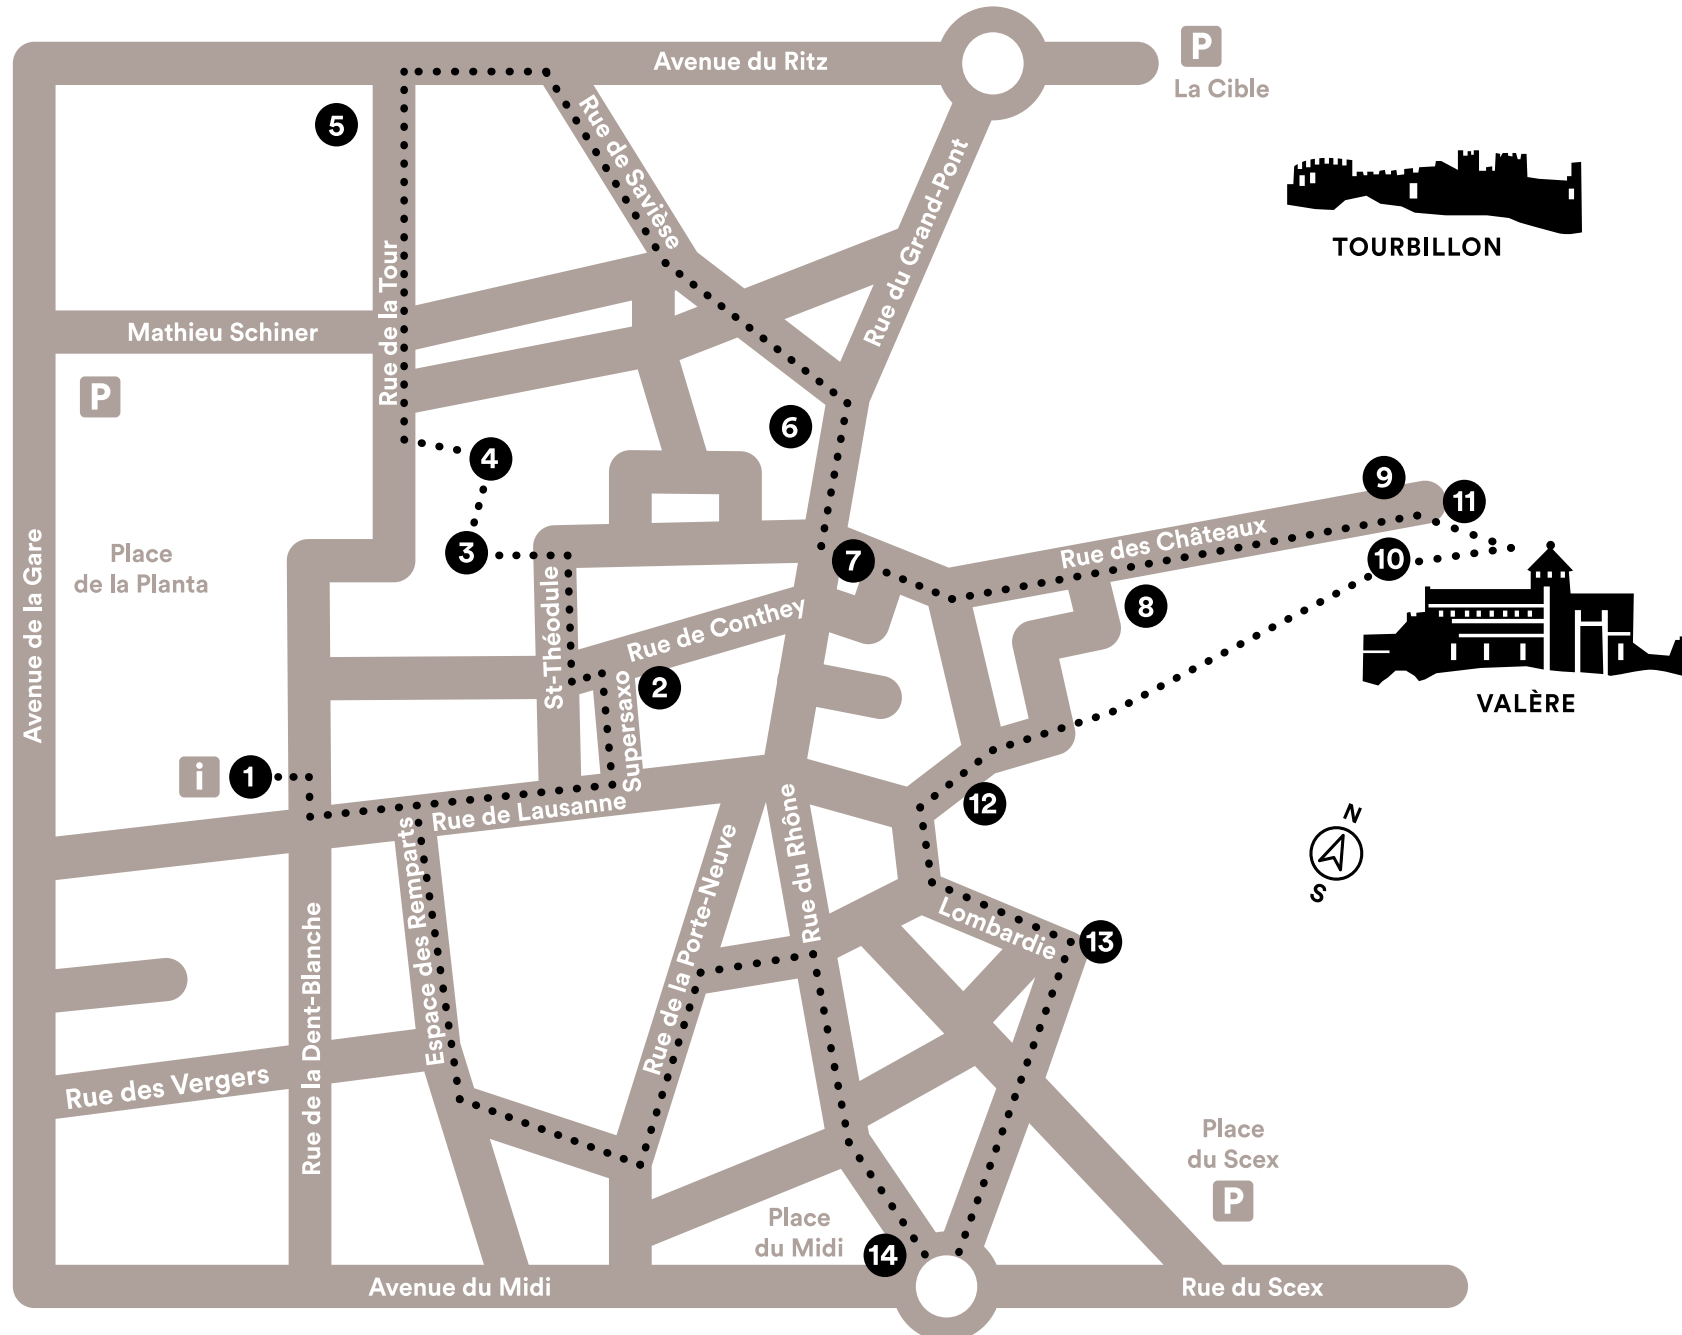 Avenue du Ritz
P
La Cible
5
Rue de Savièse
Rue du Grand-Pont
TOURBILLON
Rue de la Tour
Mathieu Schiner
P
6
4
9
11
Avenue de la Gare
Place
de la Planta
3
7
Rue des Châteaux
10
St-Théodule
Rue de Conthey
8
2
Supersaxo
VALÈRE
i
1
Rue de Lausanne
12
N
S
Espace des Remparts
Rue de la Porte-Neuve
Rue du Rhône
Lombardie
13
Rue de la Dent-Blanche
Rue des Vergers
Place
du Scex
P
Place
du Midi
14
Avenue du Midi
Rue du Scex